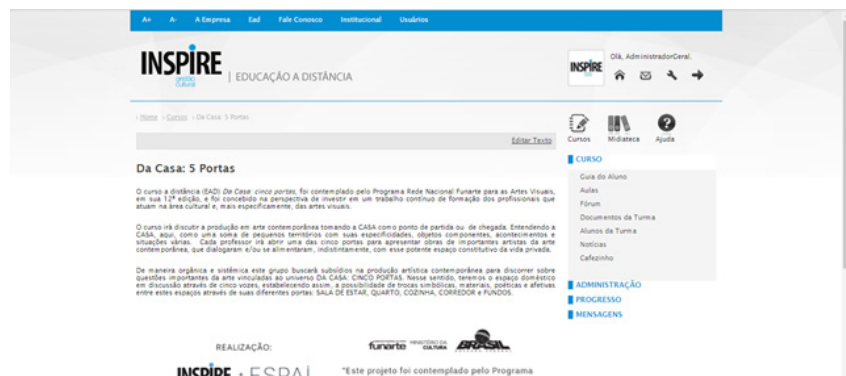 A+ A- A Empresa Ead Fale Conosco Institucional Usuários
INSPIRE
gestão
cultural
| EDUCAÇÃO A DISTÂNCIA
INSPIRE
Olá, AdministradorGeral.
› Home › Cursos › Da Casa: 5 Portas
Editar Texto
Cursos Midiateca Ajuda
Da Casa: 5 Portas
O curso a distância (EAD) Da Casa: cinco portas, foi contemplado pelo Programa Rede Nacional Funarte para as Artes Visuais,
em sua 12ª edição, e foi concebido na perspectiva de investir em um trabalho contínuo de formação dos profissionais que
atuam na área cultural e, mais especificamente, das artes visuais.
O curso irá discutir a produção em arte contemporânea tomando a CASA como ponto de partida ou de chegada. Entendendo a
CASA, aqui, como uma soma de pequenos territórios com suas especificidades, objetos componentes, acontecimentos e
situações várias. Cada professor irá abrir uma das cinco portas para apresentar obras de importantes artistas da arte
contemporânea, que dialogaram e/ou se alimentaram, indistintamente, com esse potente espaço constitutivo da vida privada.
De maneira orgânica e sistêmica este grupo buscará subsídios na produção artística contemporânea para discorrer sobre
questões importantes da arte vinculadas ao universo DA CASA: CINCO PORTAS. Nesse sentido, teremos o espaço doméstico
em discussão através de cinco vozes, estabelecendo assim, a possibilidade de trocas simbólicas, materiais, poéticas e afetivas
entre estes espaços através de suas diferentes portas: SALA DE ESTAR, QUARTO, COZINHA, CORREDOR e FUNDOS.
CURSO
Guia do Aluno
Aulas
Fórum
Documentos da Turma
Alunos da Turma
Notícias
Cafezinho
ADMINISTRAÇÃO
PROGRESSO
MENSAGENS
REALIZAÇÃO:
funarte MINISTÉRIO DA CULTURA BRASIL
INSPIRE
"Este projeto foi contemplado pelo Programa